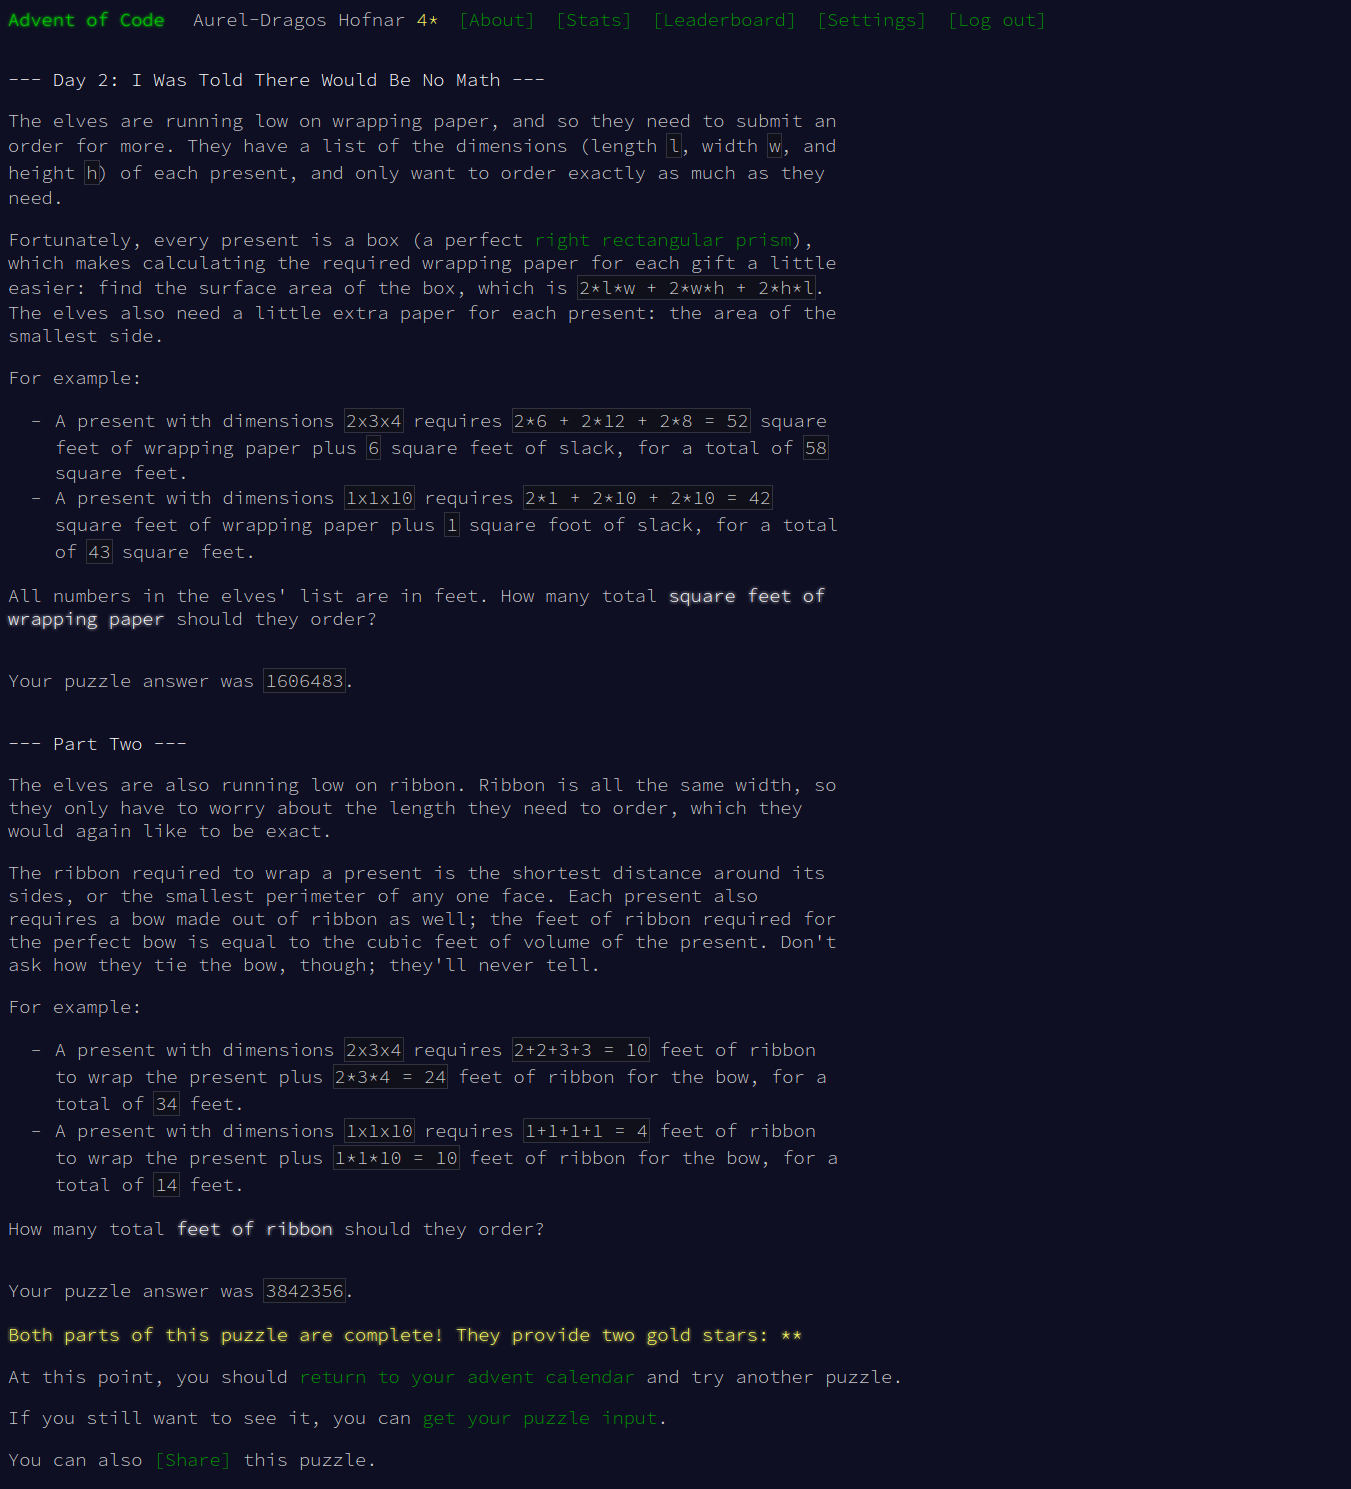 Advent of Code Aurel-Dragos Hofnar 4* [About] [Stats] [Leaderboard] [Settings] [Log out]
--- Day 2: I Was Told There Would Be No Math ---
The elves are running low on wrapping paper, and so they need to submit an
order for more. They have a list of the dimensions (length l, width w, and
height h) of each present, and only want to order exactly as much as they
need.
Fortunately, every present is a box (a perfect right rectangular prism),
which makes calculating the required wrapping paper for each gift a little
easier: find the surface area of the box, which is 2*l*w + 2*w*h + 2*h*l.
The elves also need a little extra paper for each present: the area of the
smallest side.
For example:
- A present with dimensions 2x3x4 requires 2*6 + 2*12 + 2*8 = 52 square
feet of wrapping paper plus 6 square feet of slack, for a total of 58
square feet.
- A present with dimensions 1x1x10 requires 2*1 + 2*10 + 2*10 = 42
square feet of wrapping paper plus 1 square foot of slack, for a total
of 43 square feet.
All numbers in the elves' list are in feet. How many total square feet of
wrapping paper should they order?
Your puzzle answer was 1606483.
--- Part Two ---
The elves are also running low on ribbon. Ribbon is all the same width, so
they only have to worry about the length they need to order, which they
would again like to be exact.
The ribbon required to wrap a present is the shortest distance around its
sides, or the smallest perimeter of any one face. Each present also
requires a bow made out of ribbon as well; the feet of ribbon required for
the perfect bow is equal to the cubic feet of volume of the present. Don't
ask how they tie the bow, though; they'll never tell.
For example:
- A present with dimensions 2x3x4 requires 2+2+3+3 = 10 feet of ribbon
to wrap the present plus 2*3*4 = 24 feet of ribbon for the bow, for a
total of 34 feet.
- A present with dimensions 1x1x10 requires 1+1+1+1 = 4 feet of ribbon
to wrap the present plus 1*1*10 = 10 feet of ribbon for the bow, for a
total of 14 feet.
How many total feet of ribbon should they order?
Your puzzle answer was 3842356.
Both parts of this puzzle are complete! They provide two gold stars: **
At this point, you should return to your advent calendar and try another puzzle.
If you still want to see it, you can get your puzzle input.
You can also [Share] this puzzle.